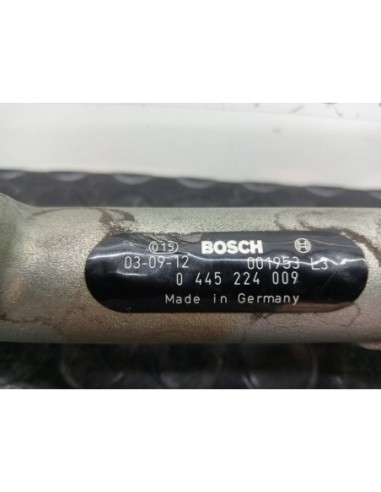 015 BOSCH
03-09-12 001953 L3
0 445 224 009
Made in Germany